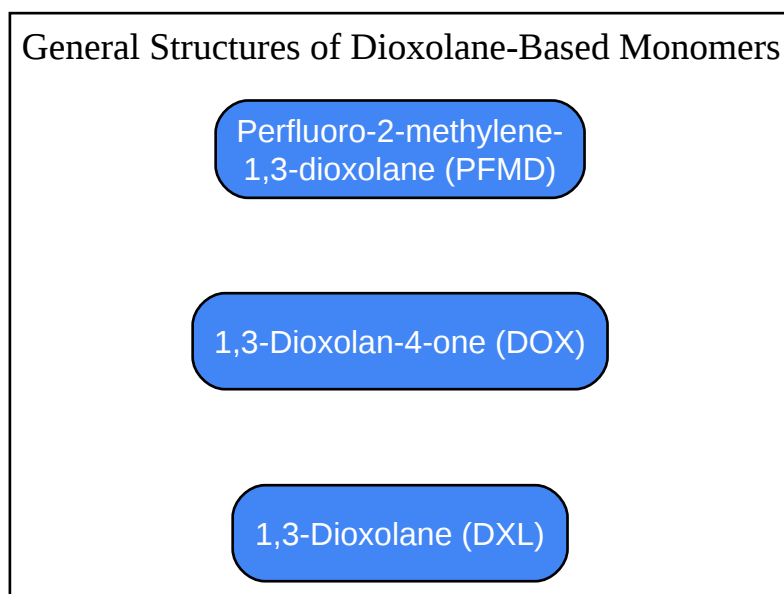 General Structures of Dioxolane-Based Monomers
Perfluoro-2-methylene-
1,3-dioxolane (PFMD)
1,3-Dioxolan-4-one (DOX)
1,3-Dioxolane (DXL)